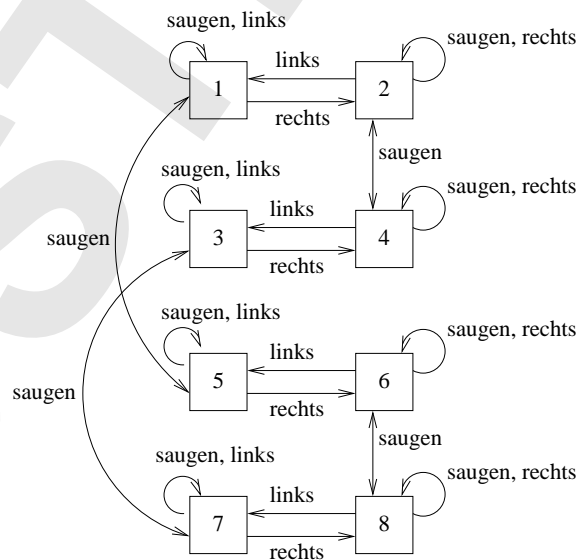 saugen, links
saugen, rechts
links
1
2
rechts
saugen
saugen, links
saugen, rechts
links
3
4
saugen
rechts
saugen, links
saugen, rechts
links
5
6
saugen
rechts
saugen
saugen, links
saugen, rechts
links
7
8
rechts